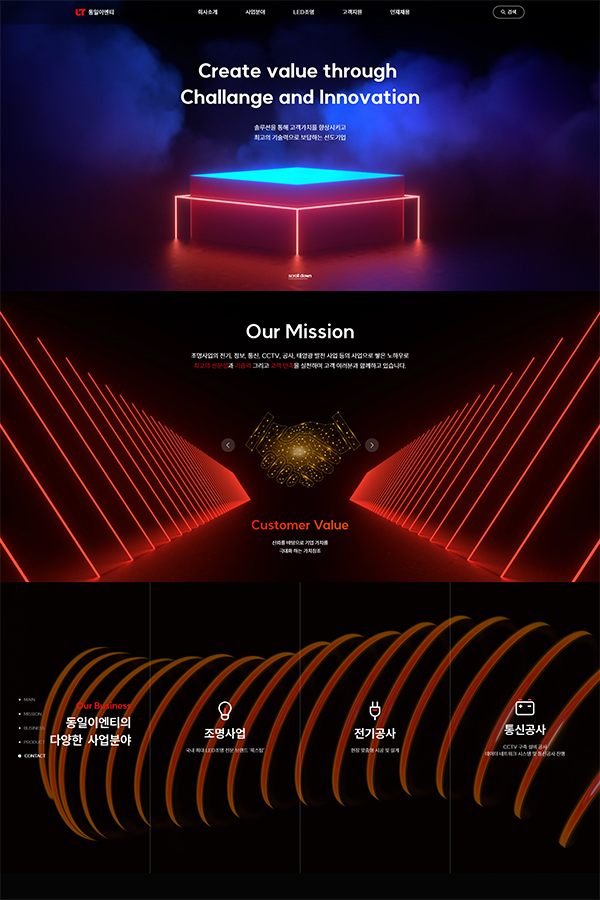 동일이엔티
회사소개 사업분야 LED조명 고객지원 인재채용 검색
Create value through
Challange and Innovation
솔루션을 통해 고객가치를 향상시키고
최고의 기술력으로 보답하는 선도기업
scroll down
Our Mission
조명사업의 전기, 정보, 통신, CCTV, 공사, 태양광 발전 사업 등의 사업으로 쌓은 노하우로
최고의 전문성과 기술력 그리고 고객 만족을 실천하며 고객 여러분과 함께하고 있습니다.
Customer Value
신뢰를 바탕으로 기업 가치를
극대화 하는 가치창조
MAIN
MISSION
BUSINESS
PRODUCT
CONTACT
Our Business
동일이엔티의
다양한 사업분야
조명사업
국내 최대 LED조명 전문 브랜드
전기공사
현장 맞춤형 시공 및 설계
통신공사
CCTV 구축 설비 공사
데이터 네트워크 시스템 및 통신공사 진행